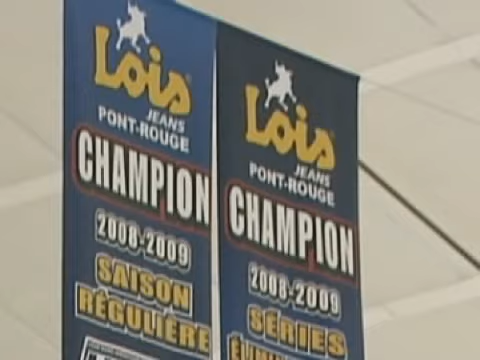 Lois
JEANS
PONT-ROUGE
CHAMPION
2008-2009
SAISON
RÉGULIÈRE
Lois
JEANS
PONT-ROUGE
CHAMPION
2008-2009
SÉRIES